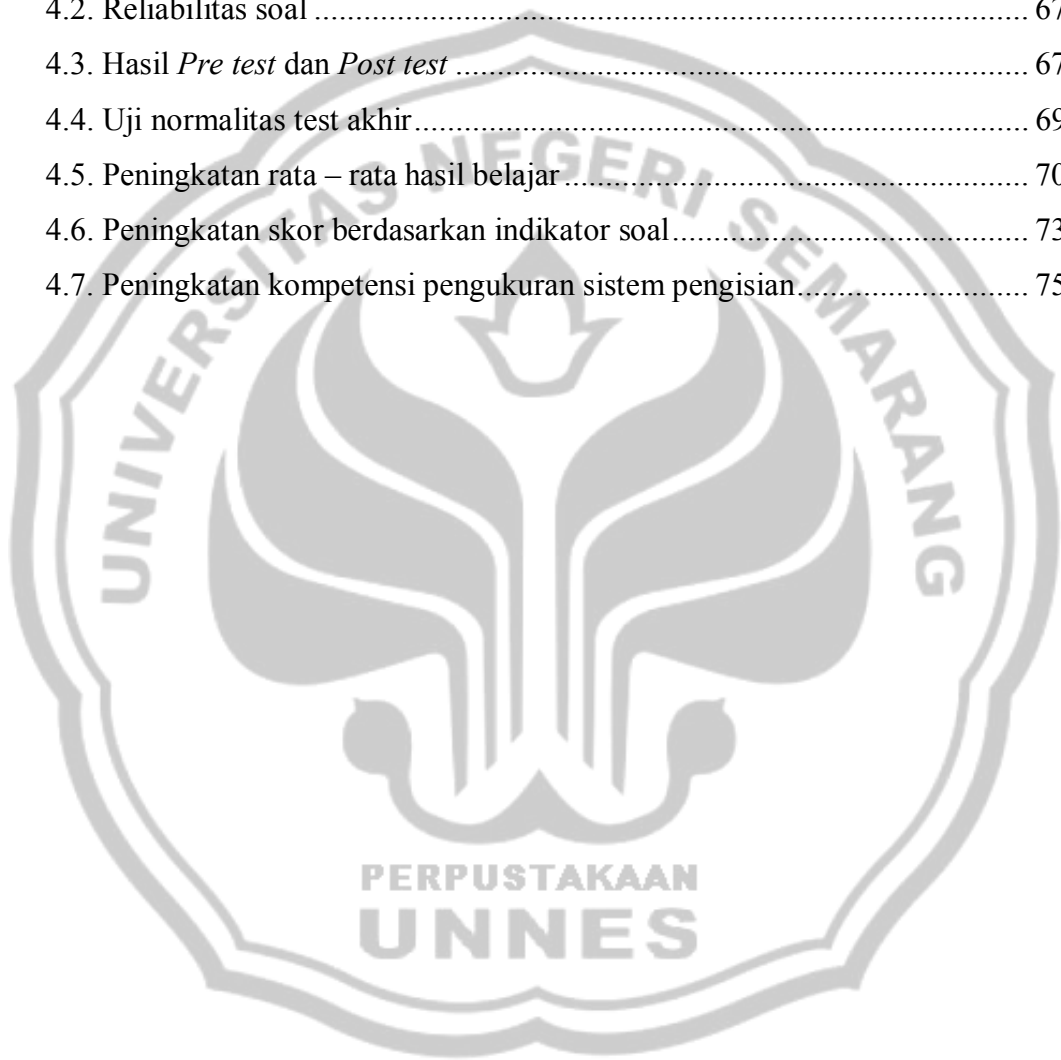 4.2. Reliabilitas soal ........................................................................................... 67
4.3. Hasil Pre test dan Post test ......................................................................... 67
4.4. Uji normalitas test akhir .............................................................................. 69
4.5. Peningkatan rata – rata hasil belajar ........................................................... 70
4.6. Peningkatan skor berdasarkan indikator soal .............................................. 73
4.7. Peningkatan kompetensi pengukuran sistem pengisian ............................. 75
UNIVERSITAS NEGERI SEMARANG
PERPUSTAKAAN
UNNES